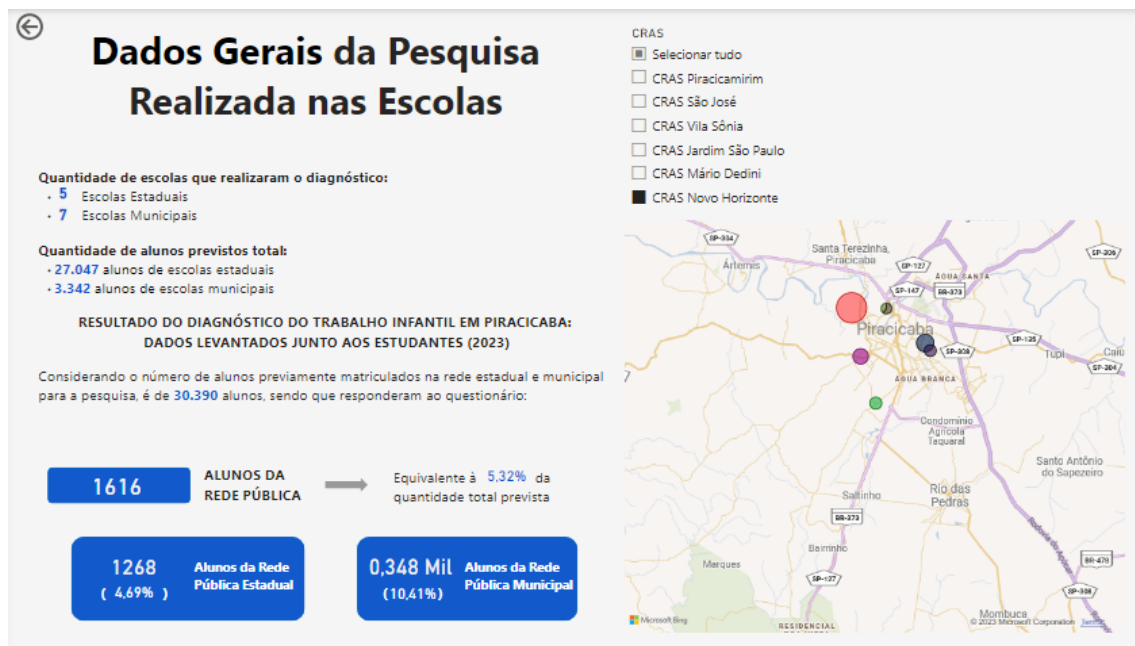 Dados Gerais da Pesquisa
Realizada nas Escolas
Quantidade de escolas que realizaram o diagnóstico:
• 5 Escolas Estaduais
• 7 Escolas Municipais
Quantidade de alunos previstos total:
• 27.047 alunos de escolas estaduais
• 3.342 alunos de escolas municipais
RESULTADO DO DIAGNÓSTICO DO TRABALHO INFANTIL EM PIRACICABA:
DADOS LEVANTADOS JUNTO AOS ESTUDANTES (2023)
Considerando o número de alunos previamente matriculados na rede estadual e municipal
para a pesquisa, é de 30.390 alunos, sendo que responderam ao questionário:
1616
ALUNOS DA
REDE PÚBLICA
Equivalente à 5,32% da
quantidade total prevista
1268
( 4,69% )
Alunos da Rede
Pública Estadual
0,348 Mil
(10,41%)
Alunos da Rede
Pública Municipal
CRAS
Selecionar tudo
CRAS Piracicamirim
CRAS São José
CRAS Vila Sônia
CRAS Jardim São Paulo
CRAS Mário Dedini
CRAS Novo Horizonte
SP-304
Santa Terezinha,
Piracicaba
SP-306
Ártemis
SP-127
ÁGUA SANTA
SP-147
BR-373
Piracicaba
SP-135
SP-308
Tupi
Caiu
SP-304
ÁGUA BRANCA
Condomínio
Agrícola
Taquaral
Santo Antônio
do Sapezeiro
Saltinho
Rio das
Pedras
BR-373
Rodovia do Açúcar
Bairrinho
Marques
BR-478
SP-127
SP-308
Mombuca
Microsoft Bing
RESIDENCIAL
© 2023 Microsoft Corporation Terms